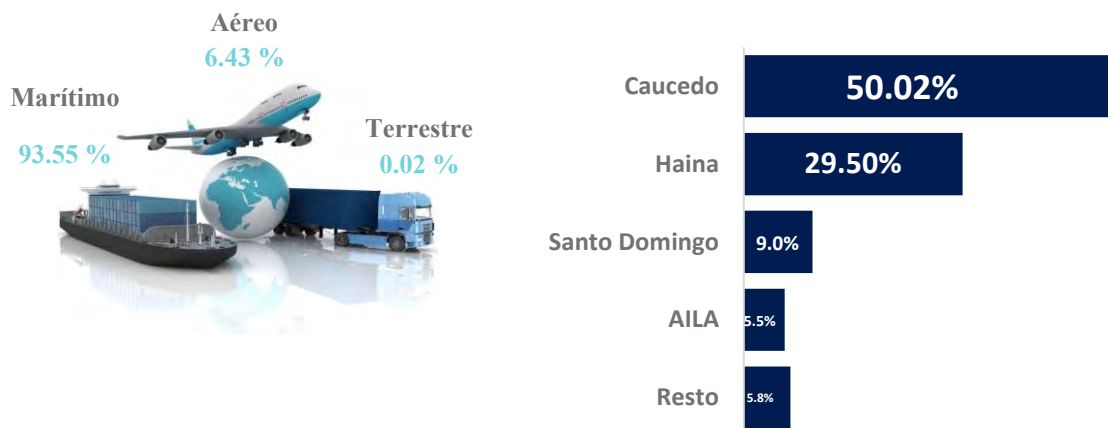 Aéreo
6.43 %
Marítimo
93.55 %
Terrestre
0.02 %
Caucedo
50.02%
Haina
29.50%
Santo Domingo
9.0%
AILA
5.5%
Resto
5.8%